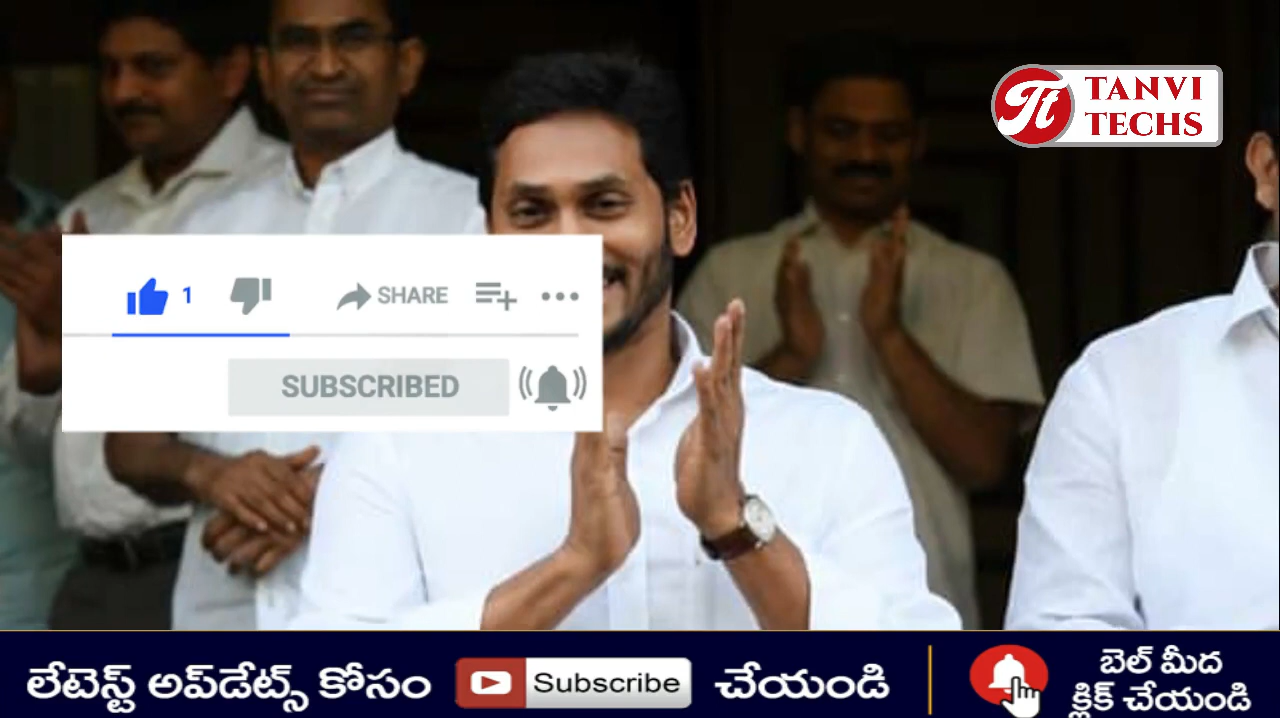 TANVI
TECHS
1 SHARE
SUBSCRIBED
లేటెస్ట్ అప్‌డేట్స్ కోసం Subscribe చేయండి
బెల్ మీద
క్లిక్ చేయండి